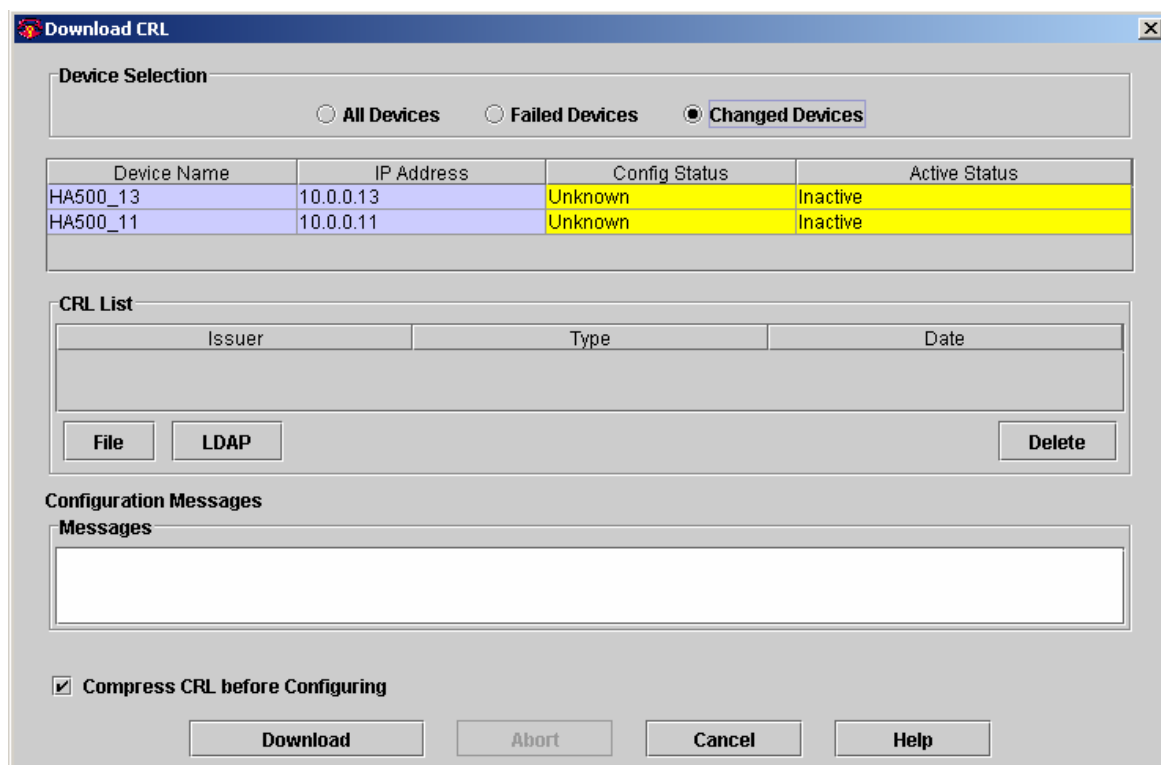 Download CRL
Device Selection
All Devices Failed Devices Changed Devices
Device Name IP Address Config Status Active Status
HA500_13 10.0.0.13 Unknown Inactive
HA500_11 10.0.0.11 Unknown Inactive
CRL List
Issuer Type Date
File LDAP Delete
Configuration Messages
Messages
Compress CRL before Configuring
Download Abort Cancel Help